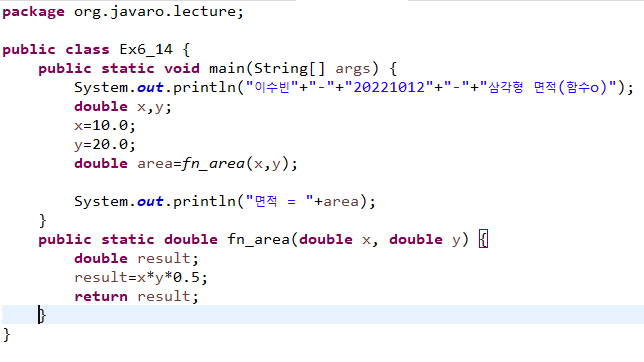 package org.javaro.lecture;
public class Ex6_14 {
public static void main(String[] args) {
System.out.println("이수빈"+"-"+"20221012"+"-"+"삼각형 면적(함수o)");
double x,y;
x=10.0;
y=20.0;
double area=fn_area(x,y);
System.out.println("면적 = "+area);
}
public static double fn_area(double x, double y) {
double result;
result=x*y*0.5;
return result;
}
}